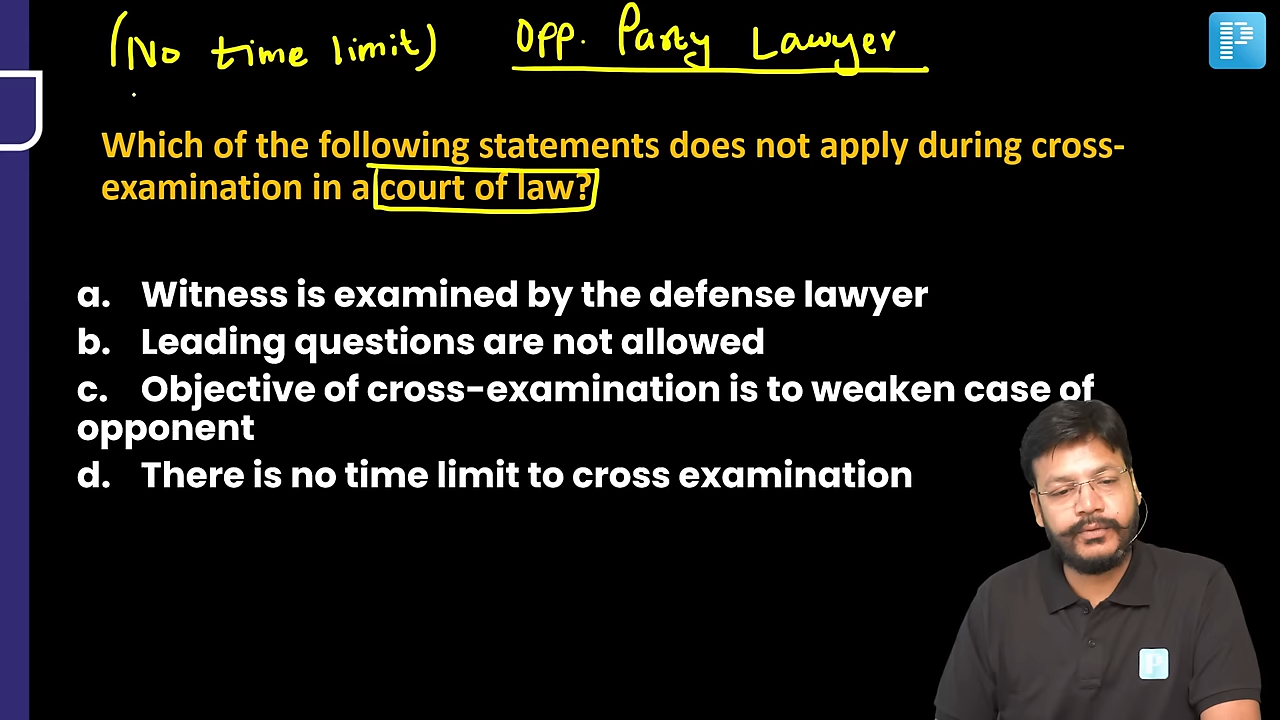 (No time limit) Opp. Party Lawyer
Which of the following statements does not apply during cross-
examination in a court of law?
a. Witness is examined by the defense lawyer
b. Leading questions are not allowed
c. Objective of cross-examination is to weaken case of
opponent
d. There is no time limit to cross examination